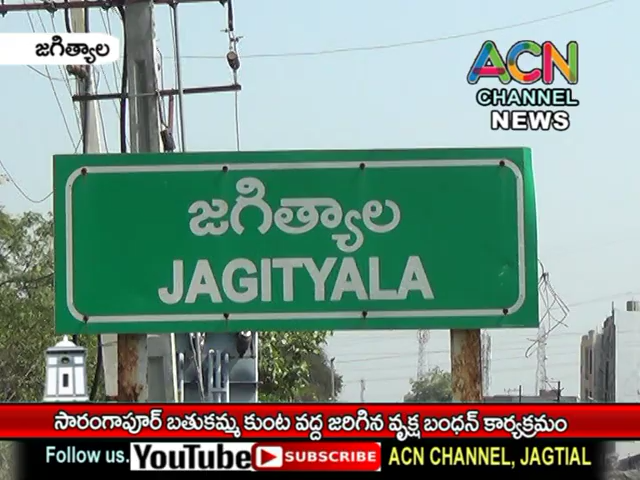 జగిత్యాల
ACN
CHANNEL
NEWS
జగిత్యాల
JAGITYALA
సారంగాపూర్ బతుకమ్మ కుంట వద్ద జరిగిన వృక్ష బంధన్ కార్యక్రమం
Follow us. YouTube SUBSCRIBE ACN CHANNEL, JAGTIAL